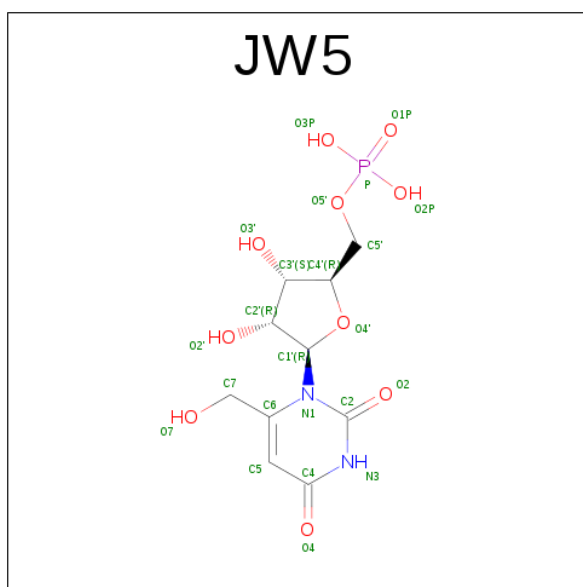 JW5
O1P
O3P
HO
O
P
P
OH
O2P
O5'
O
O3'
HO
C5'
C3'(S)
C4'(R)
C2'(R)
O
O4'
HO
O2'
C1'(R)
C7
N
N1
C2
O
O2
C6
HO
O7
C5
C4
NH
N3
O
O4